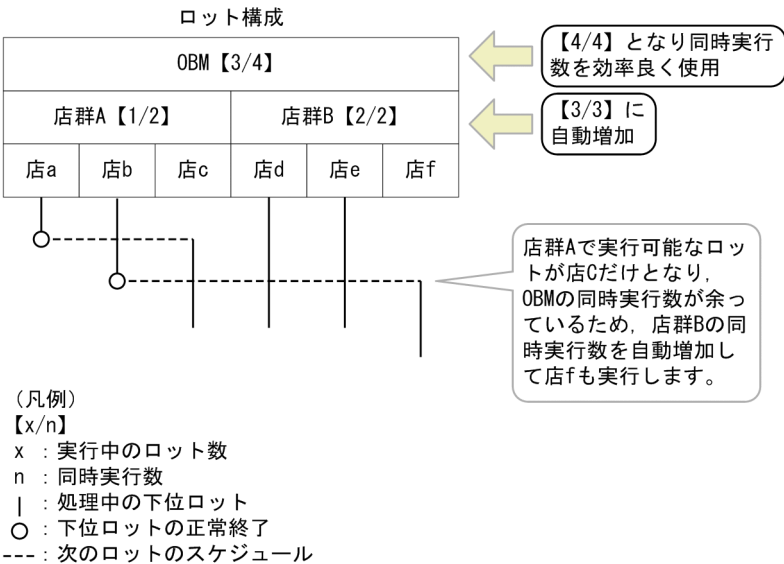 ロット構成
OBM【3/4】
【4/4】となり同時実行
数を効率良く使用
店群A【1/2】
店群B【2/2】
【3/3】に
自動増加
店a
店b
店c
店d
店e
店f
店群Aで実行可能なロッ
トが店Cだけとなり，
OBMの同時実行数が余っ
ているため，店群Bの同
時実行数を自動増加し
て店fも実行します。
（凡例）
【x/n】
x ：実行中のロット数
n ：同時実行数
| ：処理中の下位ロット
○：下位ロットの正常終了
---：次のロットのスケジュール